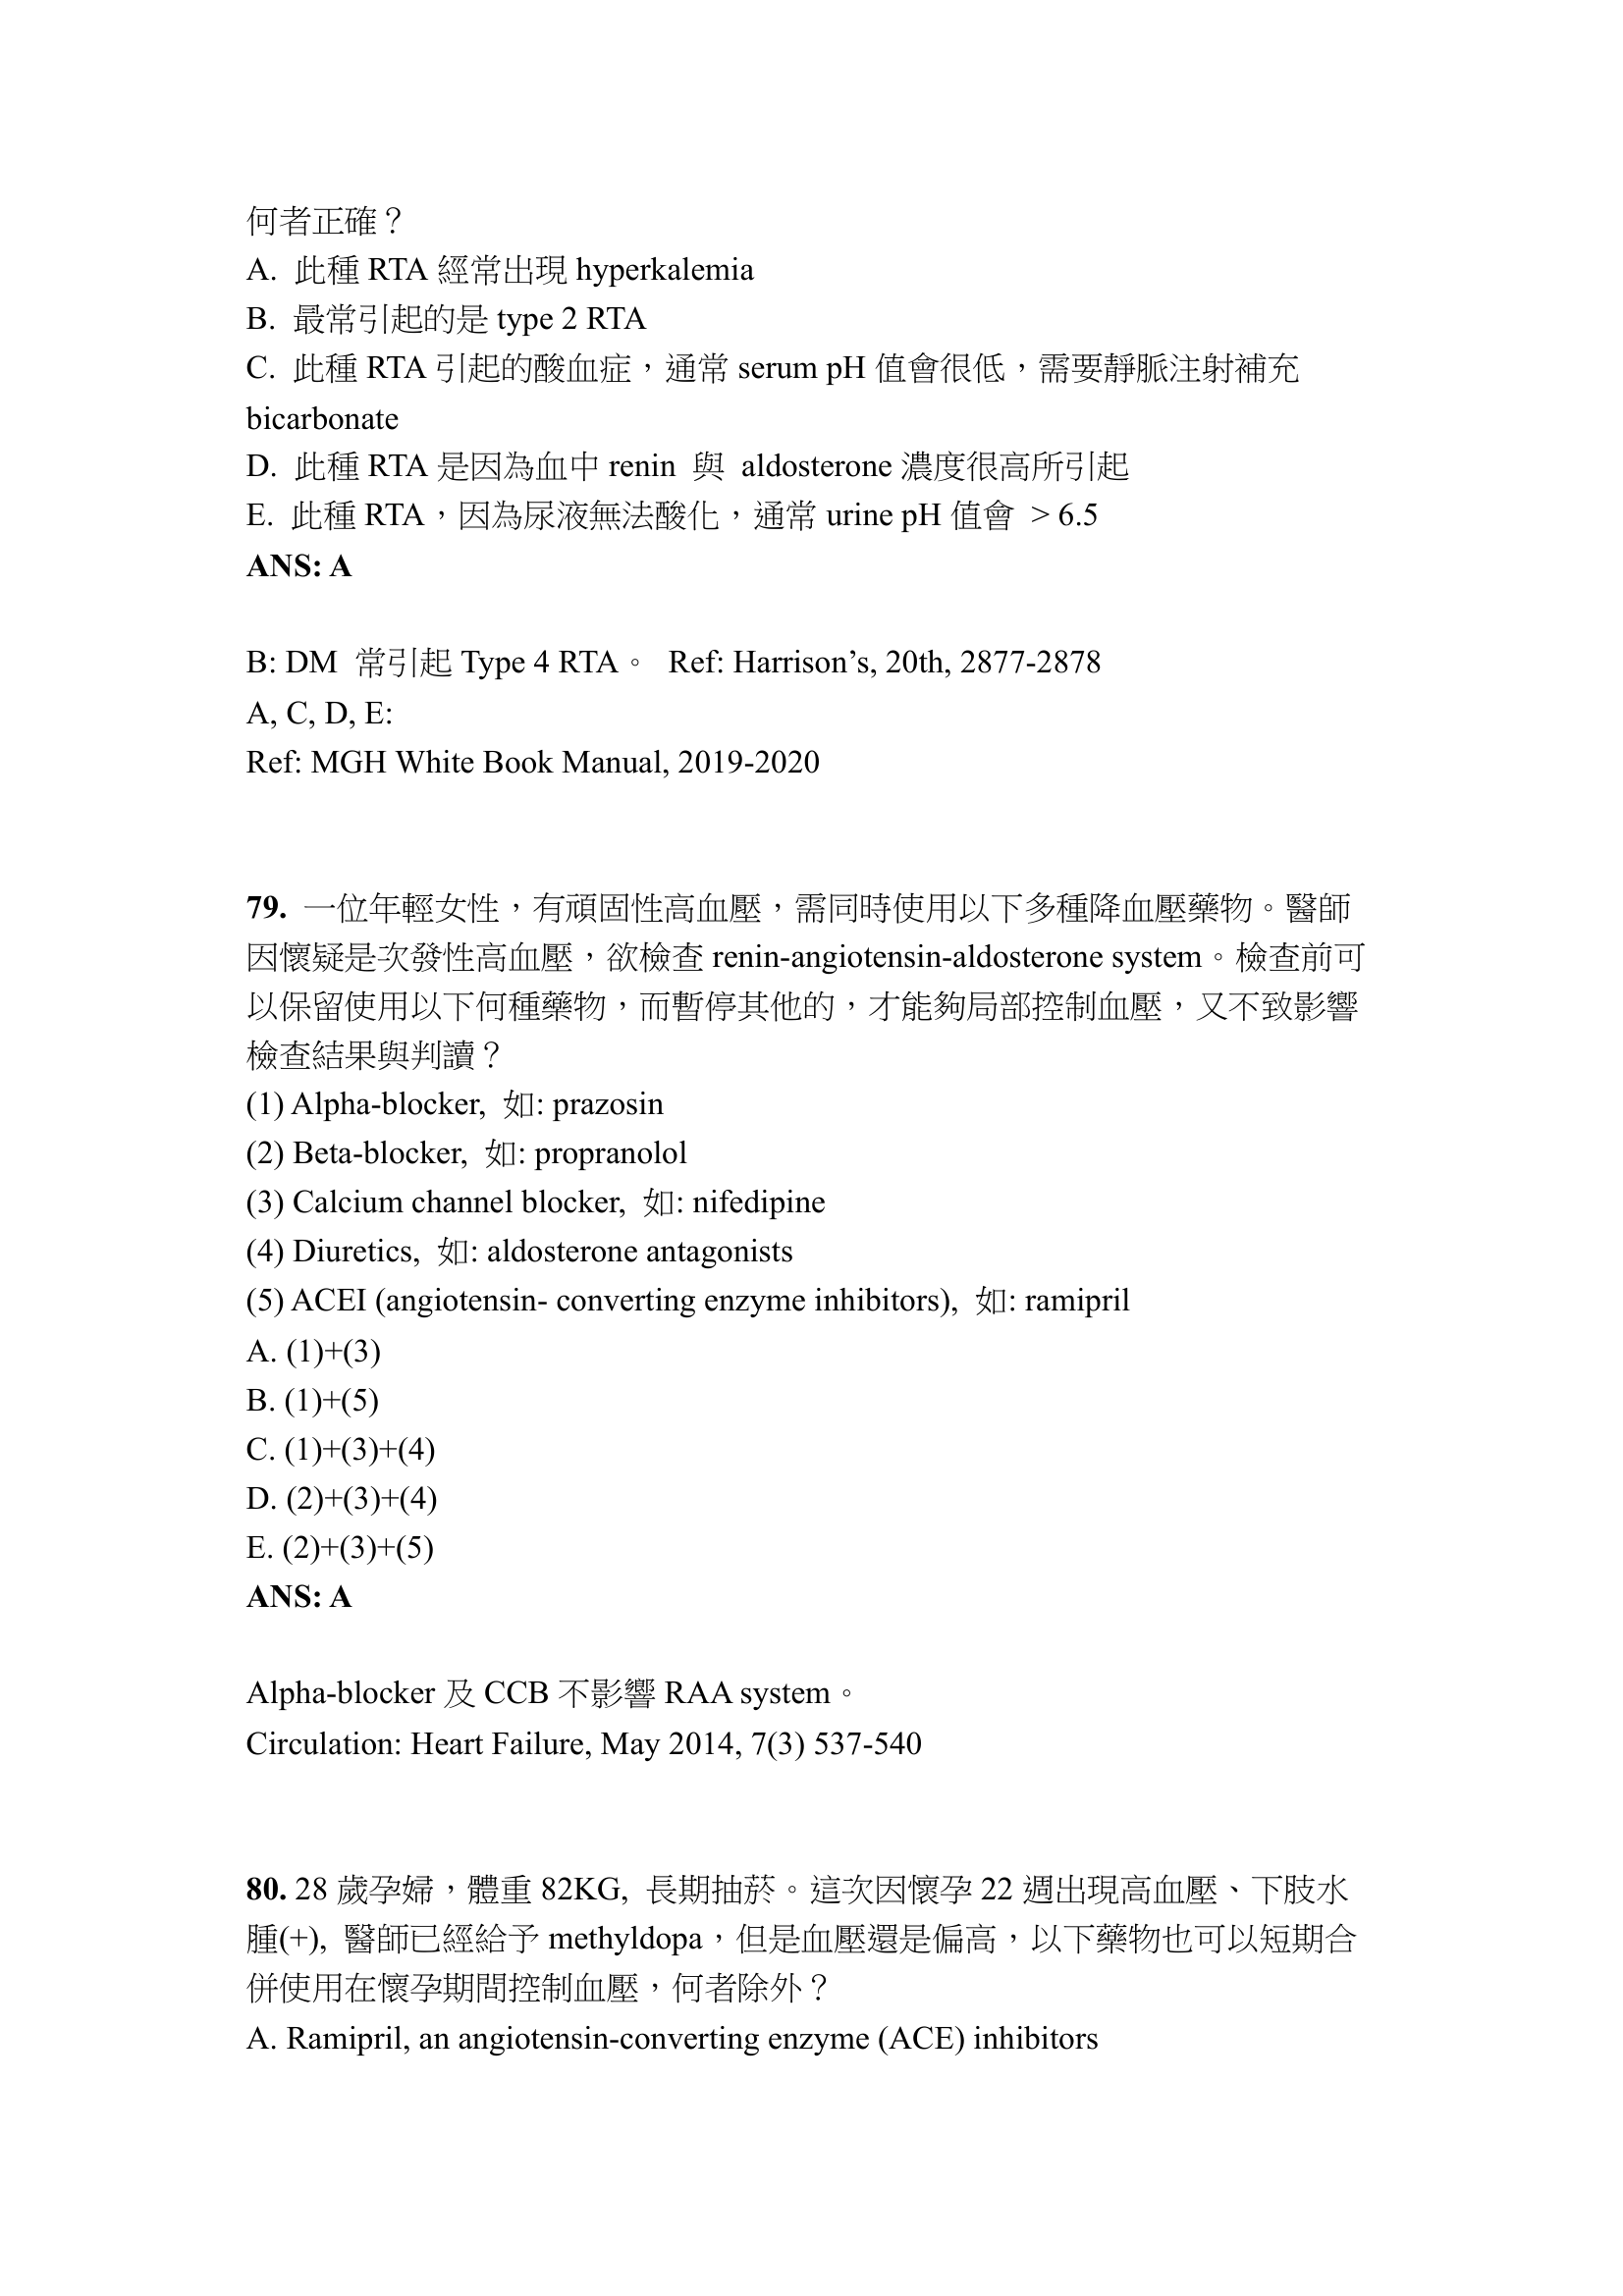 何者正確？
A. 此種 RTA 經常出現 hyperkalemia
B. 最常引起的是 type 2 RTA
C. 此種 RTA 引起的酸血症，通常 serum pH 值會很低，需要靜脈注射補充
bicarbonate
D. 此種 RTA 是因為血中 renin 與 aldosterone 濃度很高所引起
E. 此種 RTA，因為尿液無法酸化，通常 urine pH 值會 > 6.5
ANS: A
B: DM 常引起 Type 4 RTA。 Ref: Harrison’s, 20th, 2877-2878
A, C, D, E:
Ref: MGH White Book Manual, 2019-2020
79. 一位年輕女性，有頑固性高血壓，需同時使用以下多種降血壓藥物。醫師
因懷疑是次發性高血壓，欲檢查 renin-angiotensin-aldosterone system。檢查前可
以保留使用以下何種藥物，而暫停其他的，才能夠局部控制血壓，又不致影響
檢查結果與判讀？
(1) Alpha-blocker, 如: prazosin
(2) Beta-blocker, 如: propranolol
(3) Calcium channel blocker, 如: nifedipine
(4) Diuretics, 如: aldosterone antagonists
(5) ACEI (angiotensin- converting enzyme inhibitors), 如: ramipril
A. (1)+(3)
B. (1)+(5)
C. (1)+(3)+(4)
D. (2)+(3)+(4)
E. (2)+(3)+(5)
ANS: A
Alpha-blocker 及 CCB 不影響 RAA system。
Circulation: Heart Failure, May 2014, 7(3) 537-540
80. 28 歲孕婦，體重 82KG, 長期抽菸。這次因懷孕 22 週出現高血壓、下肢水
腫(+), 醫師已經給予 methyldopa，但是血壓還是偏高，以下藥物也可以短期合
併使用在懷孕期間控制血壓，何者除外？
A. Ramipril, an angiotensin-converting enzyme (ACE) inhibitors